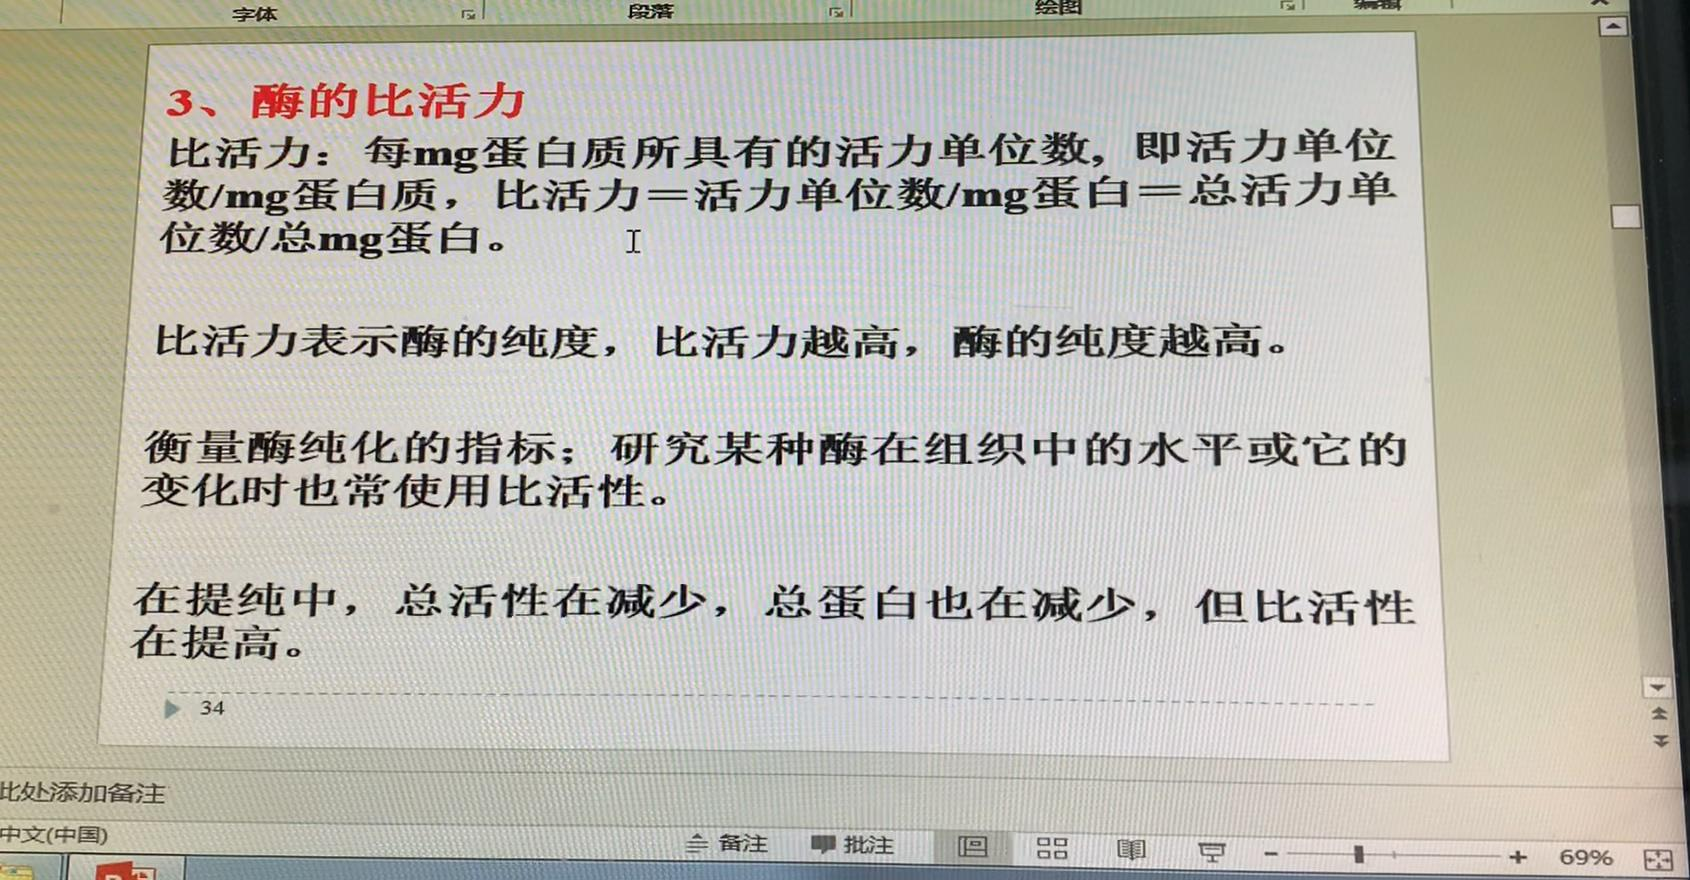 字体 段落 绘图 编辑
3、酶的比活力
比活力：每mg蛋白质所具有的活力单位数，即活力单位
数/mg蛋白质，比活力＝活力单位数/mg蛋白＝总活力单
位数/总mg蛋白。
比活力表示酶的纯度，比活力越高，酶的纯度越高。
衡量酶纯化的指标；研究某种酶在组织中的水平或它的
变化时也常使用比活性。
在提纯中，总活性在减少，总蛋白也在减少，但比活性
在提高。
34
此处添加备注
中文(中国) 备注 批注 69%